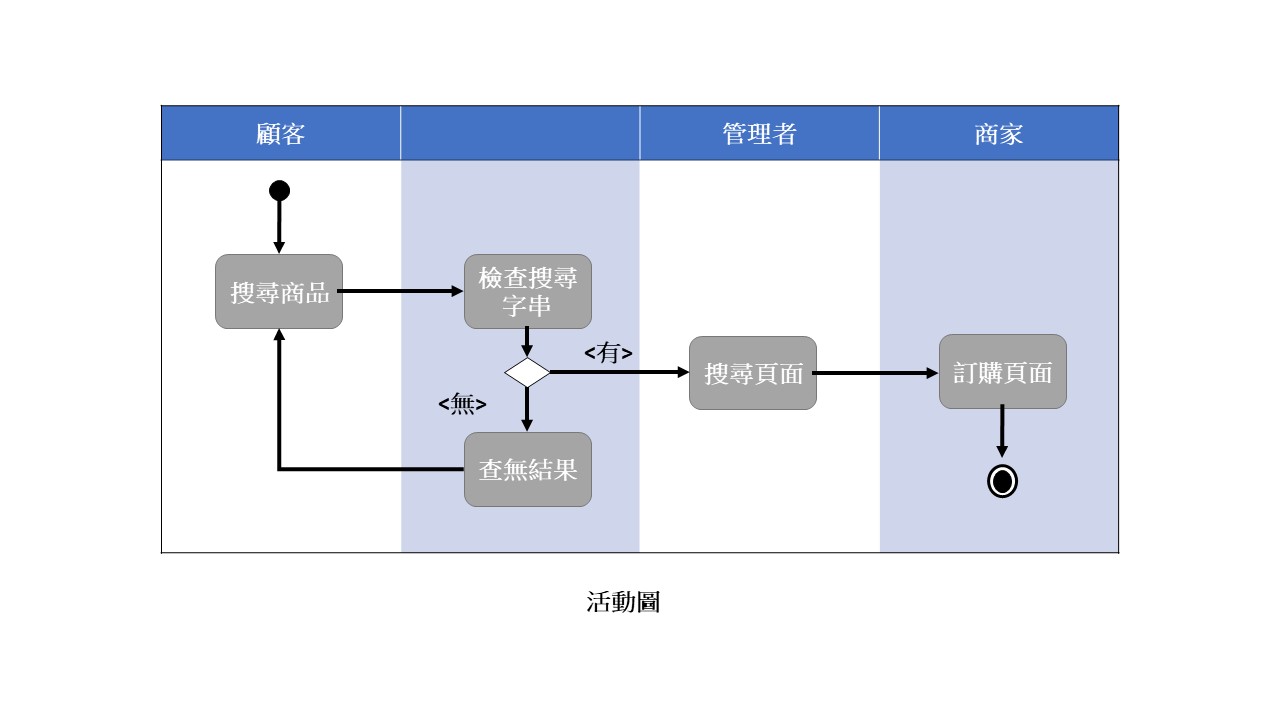 顧客
管理者
商家
搜尋商品
檢查搜尋
字串
<有>
搜尋頁面
訂購頁面
<無>
查無結果
活動圖